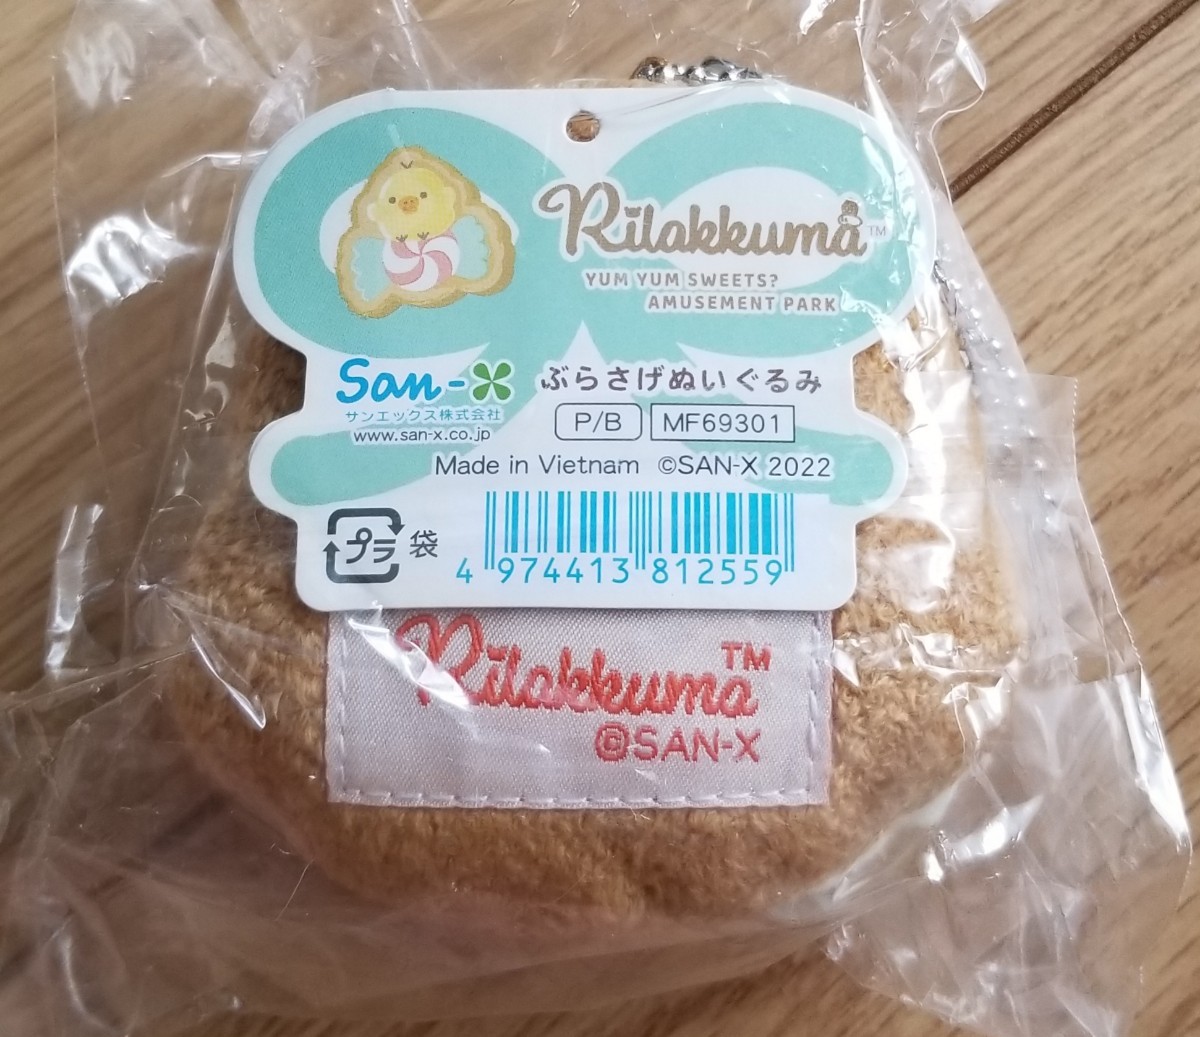 Rilakkuma™
YUM YUM SWEETS?
AMUSEMENT PARK
San-X
サンエックス株式会社
www.san-x.co.jp
ぶらさげぬいぐるみ
P/B MF69301
Made in Vietnam ©SAN-X 2022
プラ 袋
4 974413 812559
Rilakkuma™
©SAN-X